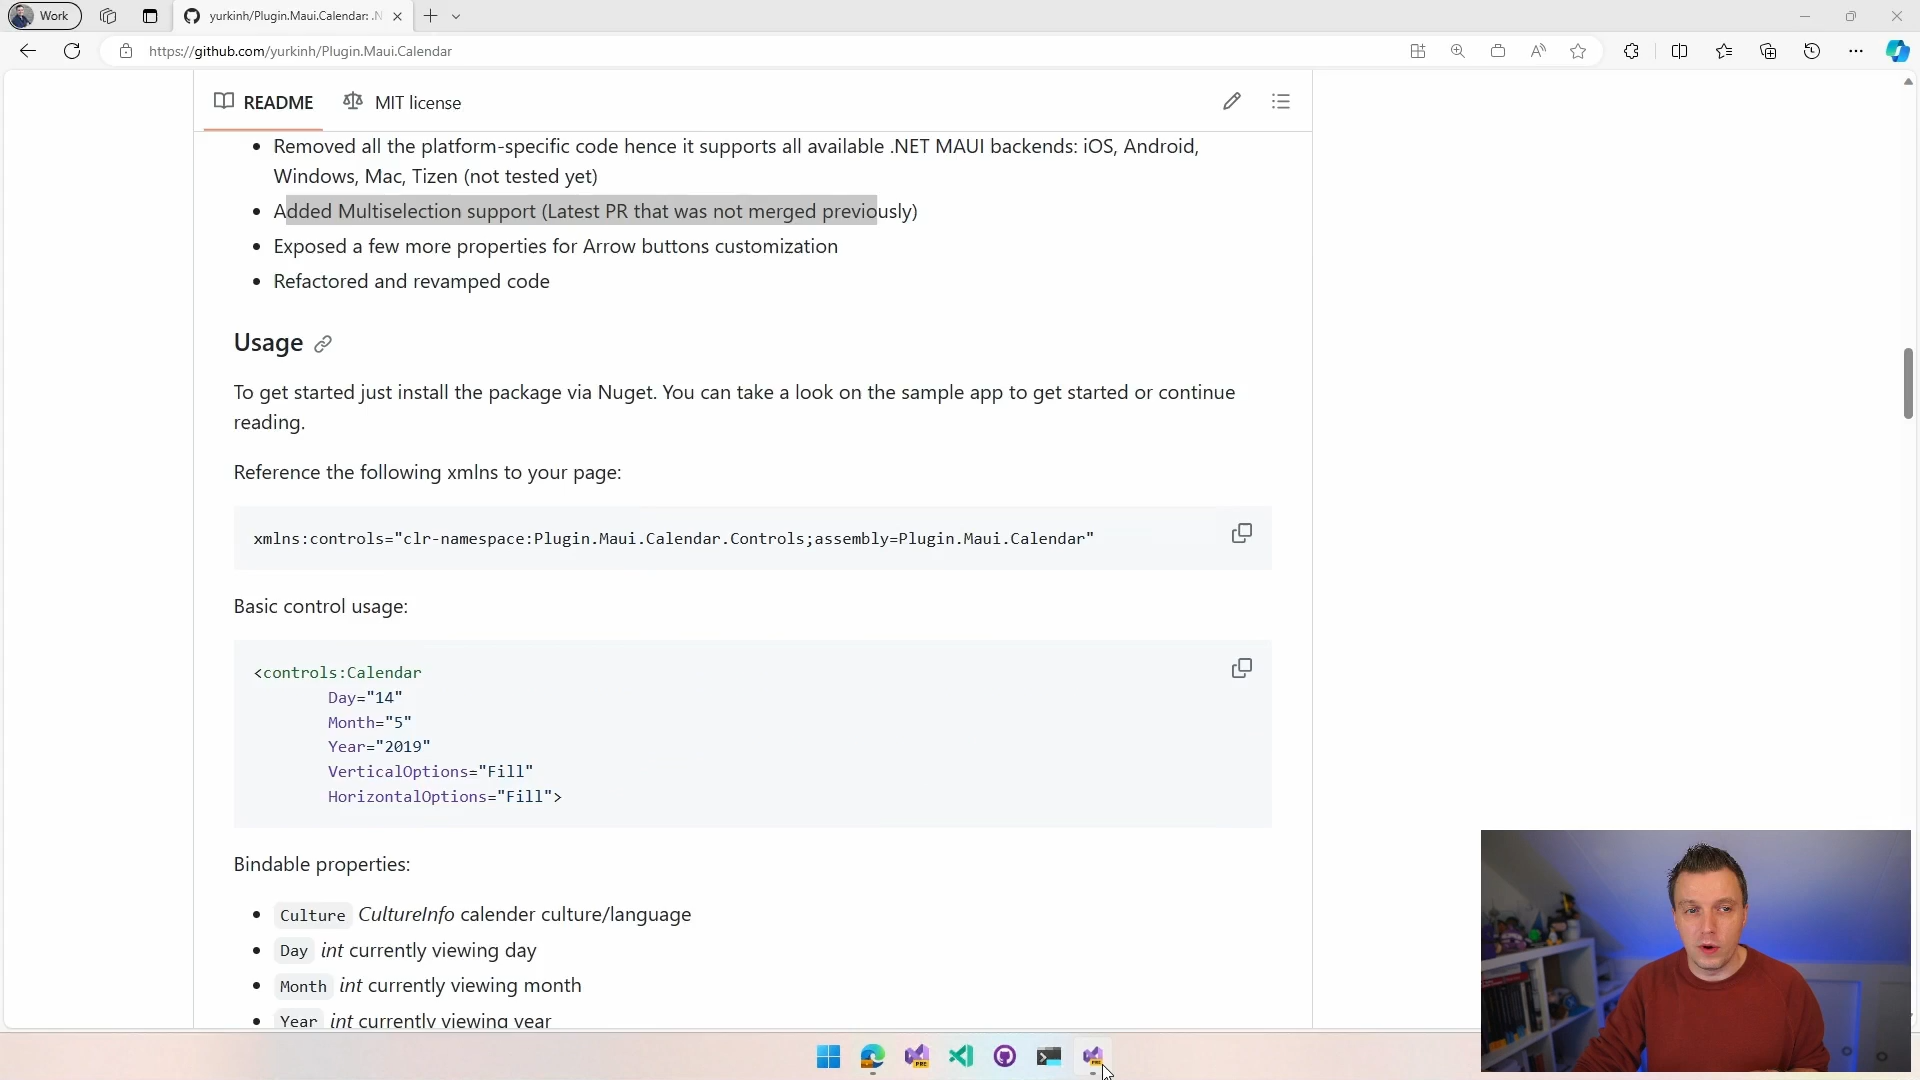 Work
yurkinh/Plugin.Maui.Calendar: .N
https://github.com/yurkinh/Plugin.Maui.Calendar
README
MIT license
• Removed all the platform-specific code hence it supports all available .NET MAUI backends: iOS, Android,
Windows, Mac, Tizen (not tested yet)
• Added Multiselection support (Latest PR that was not merged previously)
• Exposed a few more properties for Arrow buttons customization
• Refactored and revamped code
Usage
To get started just install the package via Nuget. You can take a look on the sample app to get started or continue
reading.
Reference the following xmlns to your page:
xmlns:controls="clr-namespace:Plugin.Maui.Calendar.Controls;assembly=Plugin.Maui.Calendar"
Basic control usage:
<controls:Calendar
Day="14"
Month="5"
Year="2019"
VerticalOptions="Fill"
HorizontalOptions="Fill">
Bindable properties:
• Culture CultureInfo calender culture/language
• Day int currently viewing day
• Month int currently viewing month
• Year int currently viewing year